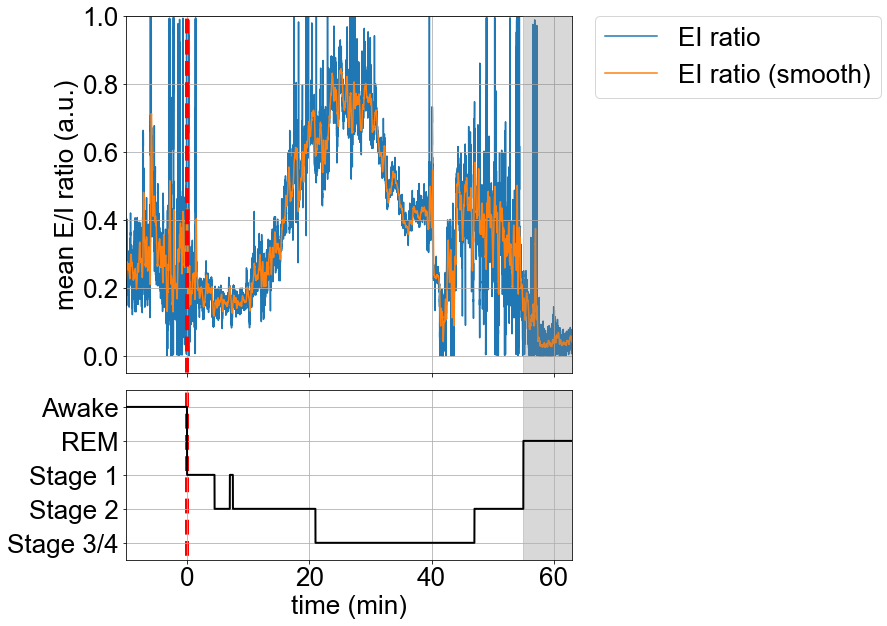 1.0
0.8
0.6
0.4
0.2
0.0
mean E/I ratio (a.u.)
EI ratio
EI ratio (smooth)
Awake
REM
Stage 1
Stage 2
Stage 3/4
0 20 40 60
time (min)